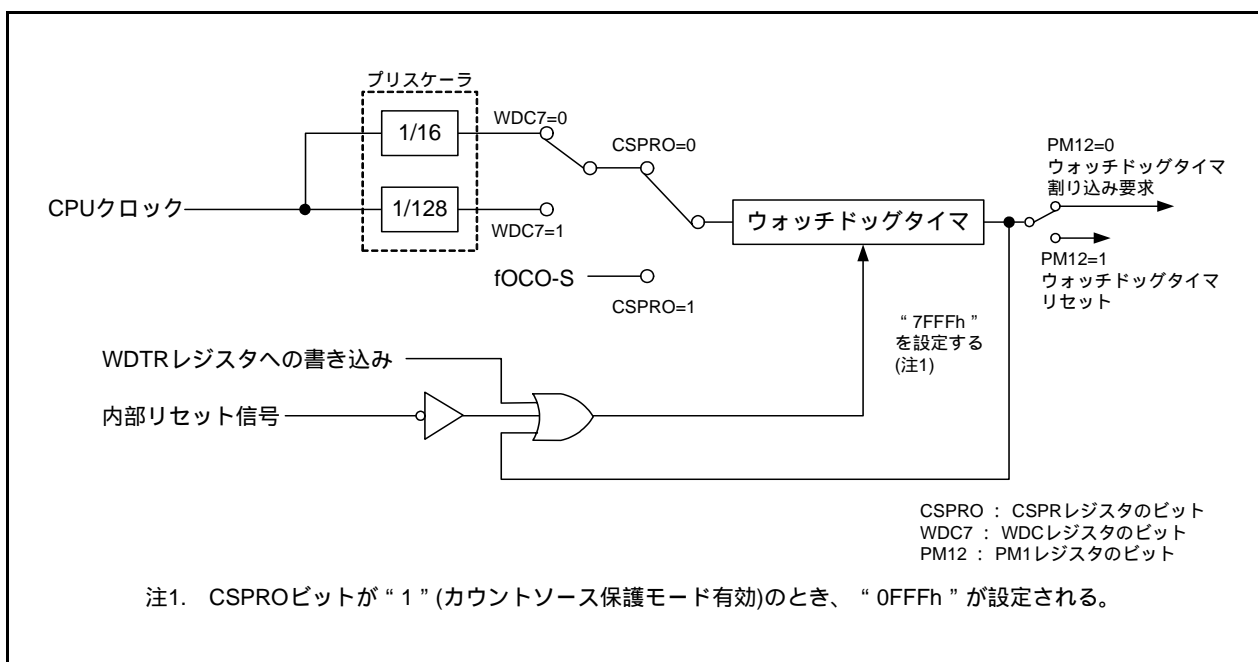 プリスケーラ
1/16
WDC7=0
CSPRO=0
PM12=0
ウォッチドッグタイマ
割り込み要求
CPUクロック
1/128
WDC7=1
ウォッチドッグタイマ
PM12=1
ウォッチドッグタイマ
リセット
fOCO-S
CSPRO=1
“ 7FFFh ”
を設定する
(注1)
WDTRレジスタへの書き込み
内部リセット信号
CSPRO : CSPRレジスタのビット
WDC7 : WDCレジスタのビット
PM12 : PM1レジスタのビット
注1. CSPROビットが“ 1 ” (カウントソース保護モード有効)のとき、 “ 0FFFh ” が設定される。